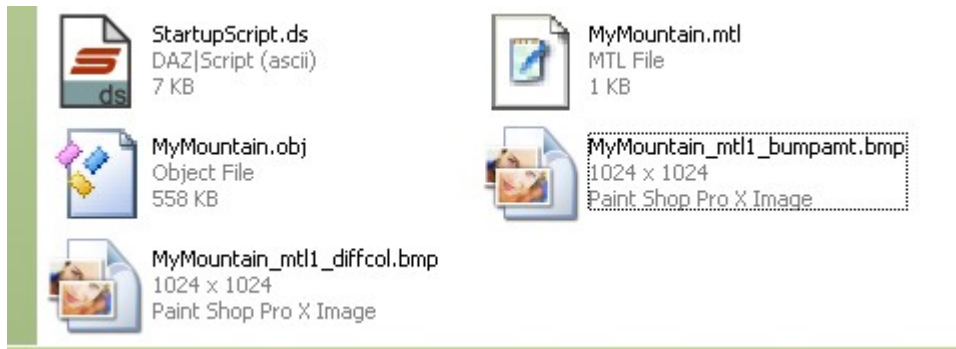 StartupScript.ds
DAZ|Script (ascii)
7 KB
ds
MyMountain.mtl
MTL File
1 KB
MyMountain.obj
Object File
558 KB
MyMountain_mtl1_bumpamt.bmp
1024 x 1024
Paint Shop Pro X Image
MyMountain_mtl1_diffcol.bmp
1024 x 1024
Paint Shop Pro X Image